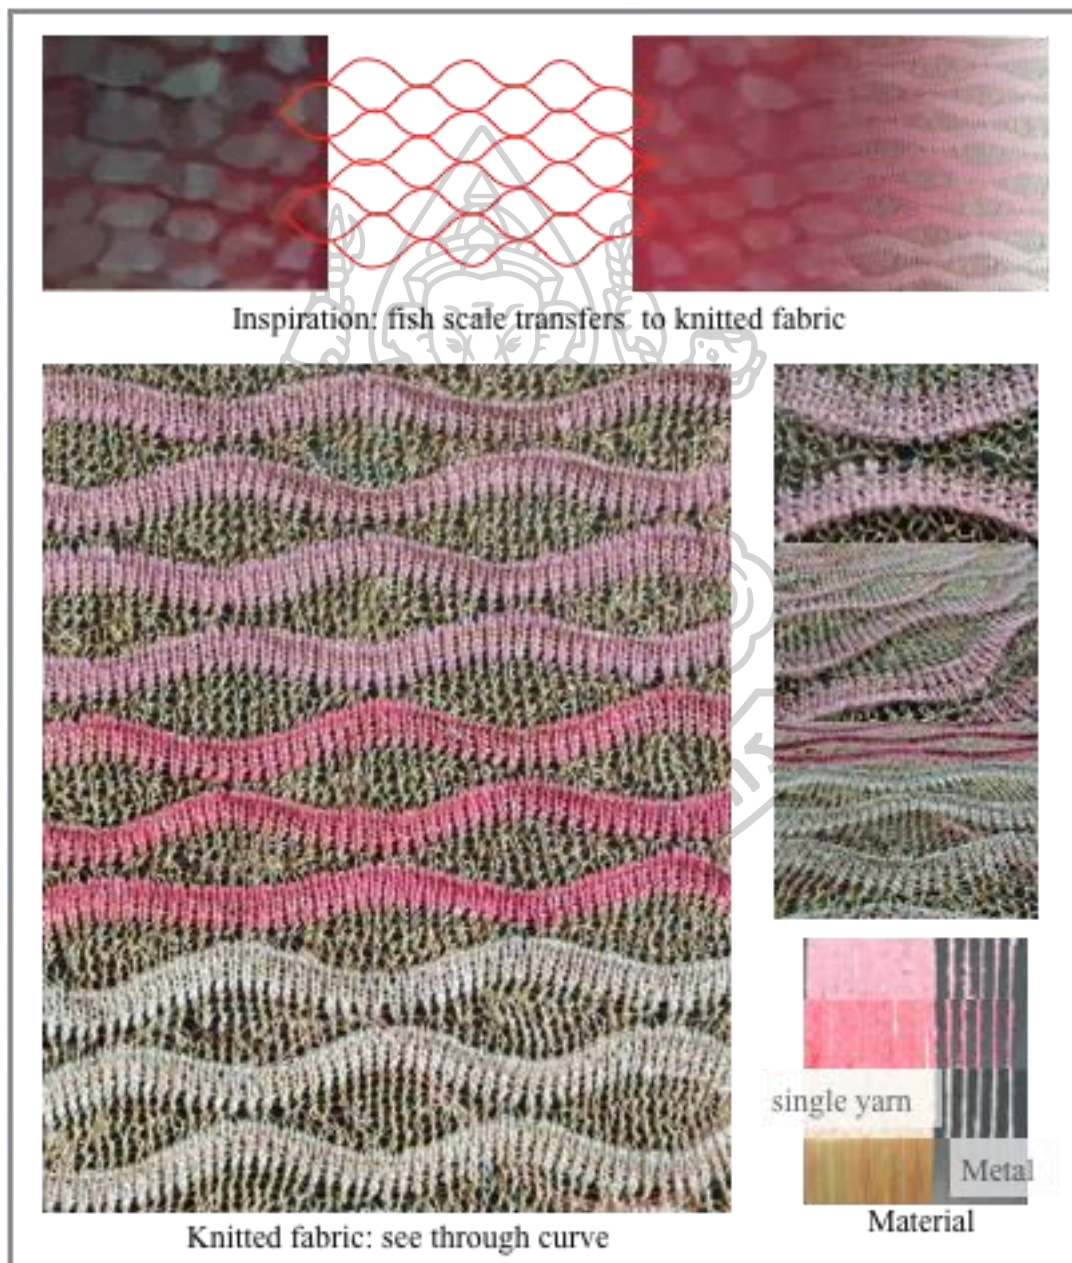 Inspiration: fish scale transfers to knitted fabric
single yarn
Metal
Knitted fabric: see through curve
Material